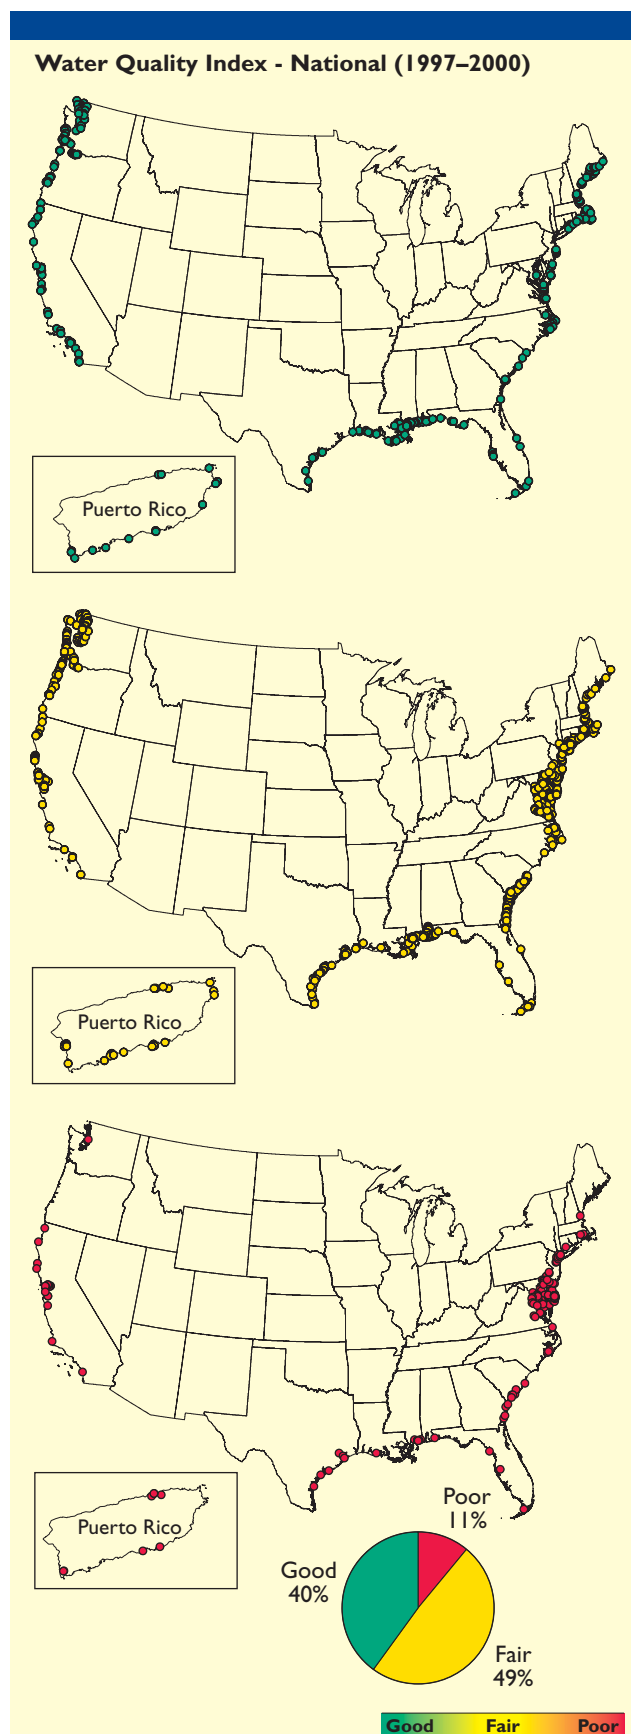 Water Quality Index - National (1997–2000)
Puerto Rico
Puerto Rico
Puerto Rico
Poor
11%
Good
40%
Fair
49%
Good Fair Poor